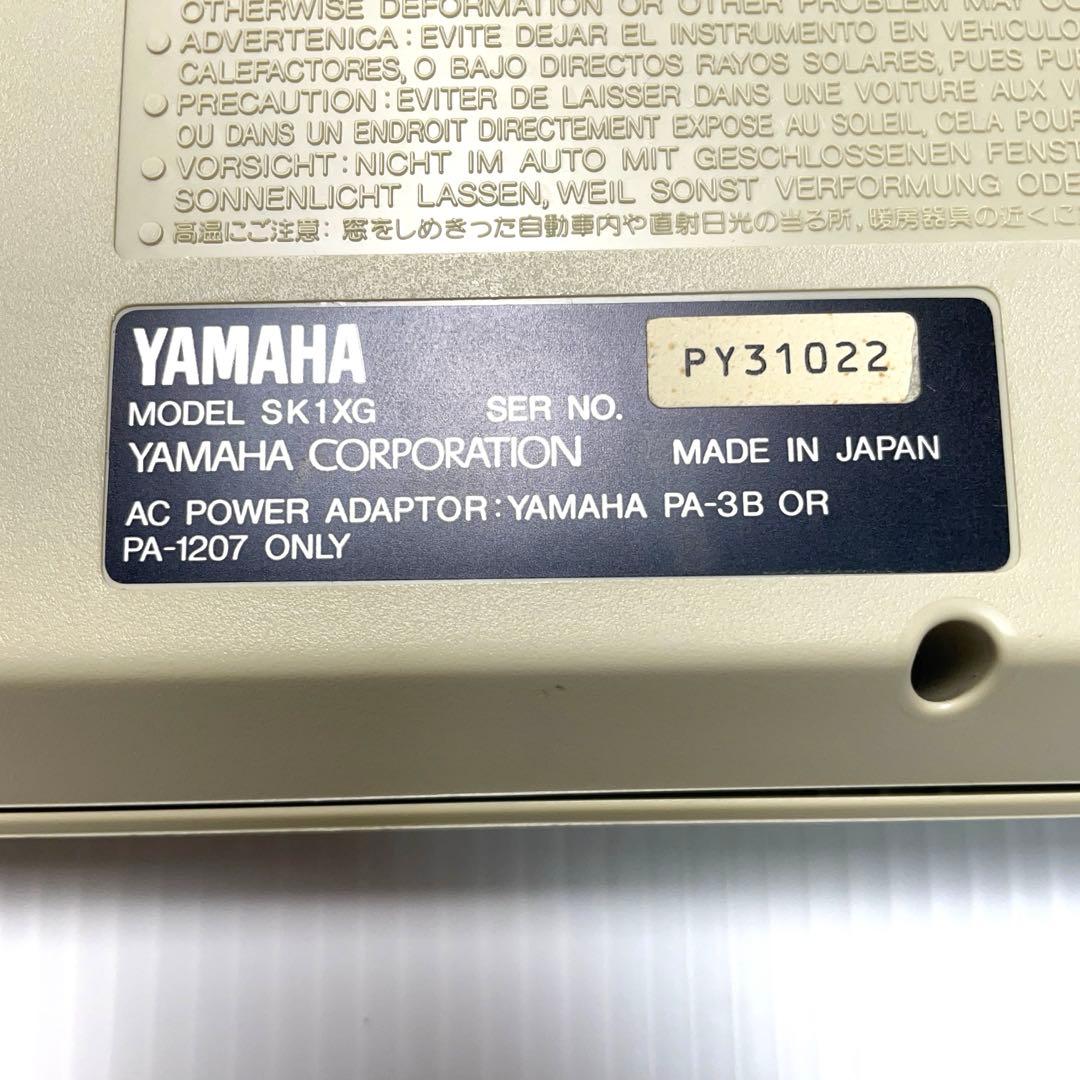 OTHERWISE DEFORMATION OR OTHER PROBLEM MAY
ADVERTENICA: EVITE DEJAR EL INSTRUMENTO EN VEHICULO
CALEFACTORES, O BAJO DIRECTOS RAYOS SOLARES, PUES
PRECAUTION: EVITER DE LAISSER DANS UNE VOITURE AUX
OU DANS UN ENDROIT DIRECTEMENT EXPOSE AU SOLEIL, CELA
VORSICHT: NICHT IM AUTO MIT GESCHLOSSENEN
SONNENLICHT LASSEN, WEIL SONST VERFORMUNG
高温にご注意: 窓をしめきった自動車内や直射日光の当る所, 暖房器具の近くに
YAMAHA
PY31022
MODEL SK1XG SER NO.
YAMAHA CORPORATION MADE IN JAPAN
AC POWER ADAPTOR: YAMAHA PA-3B OR
PA-1207 ONLY